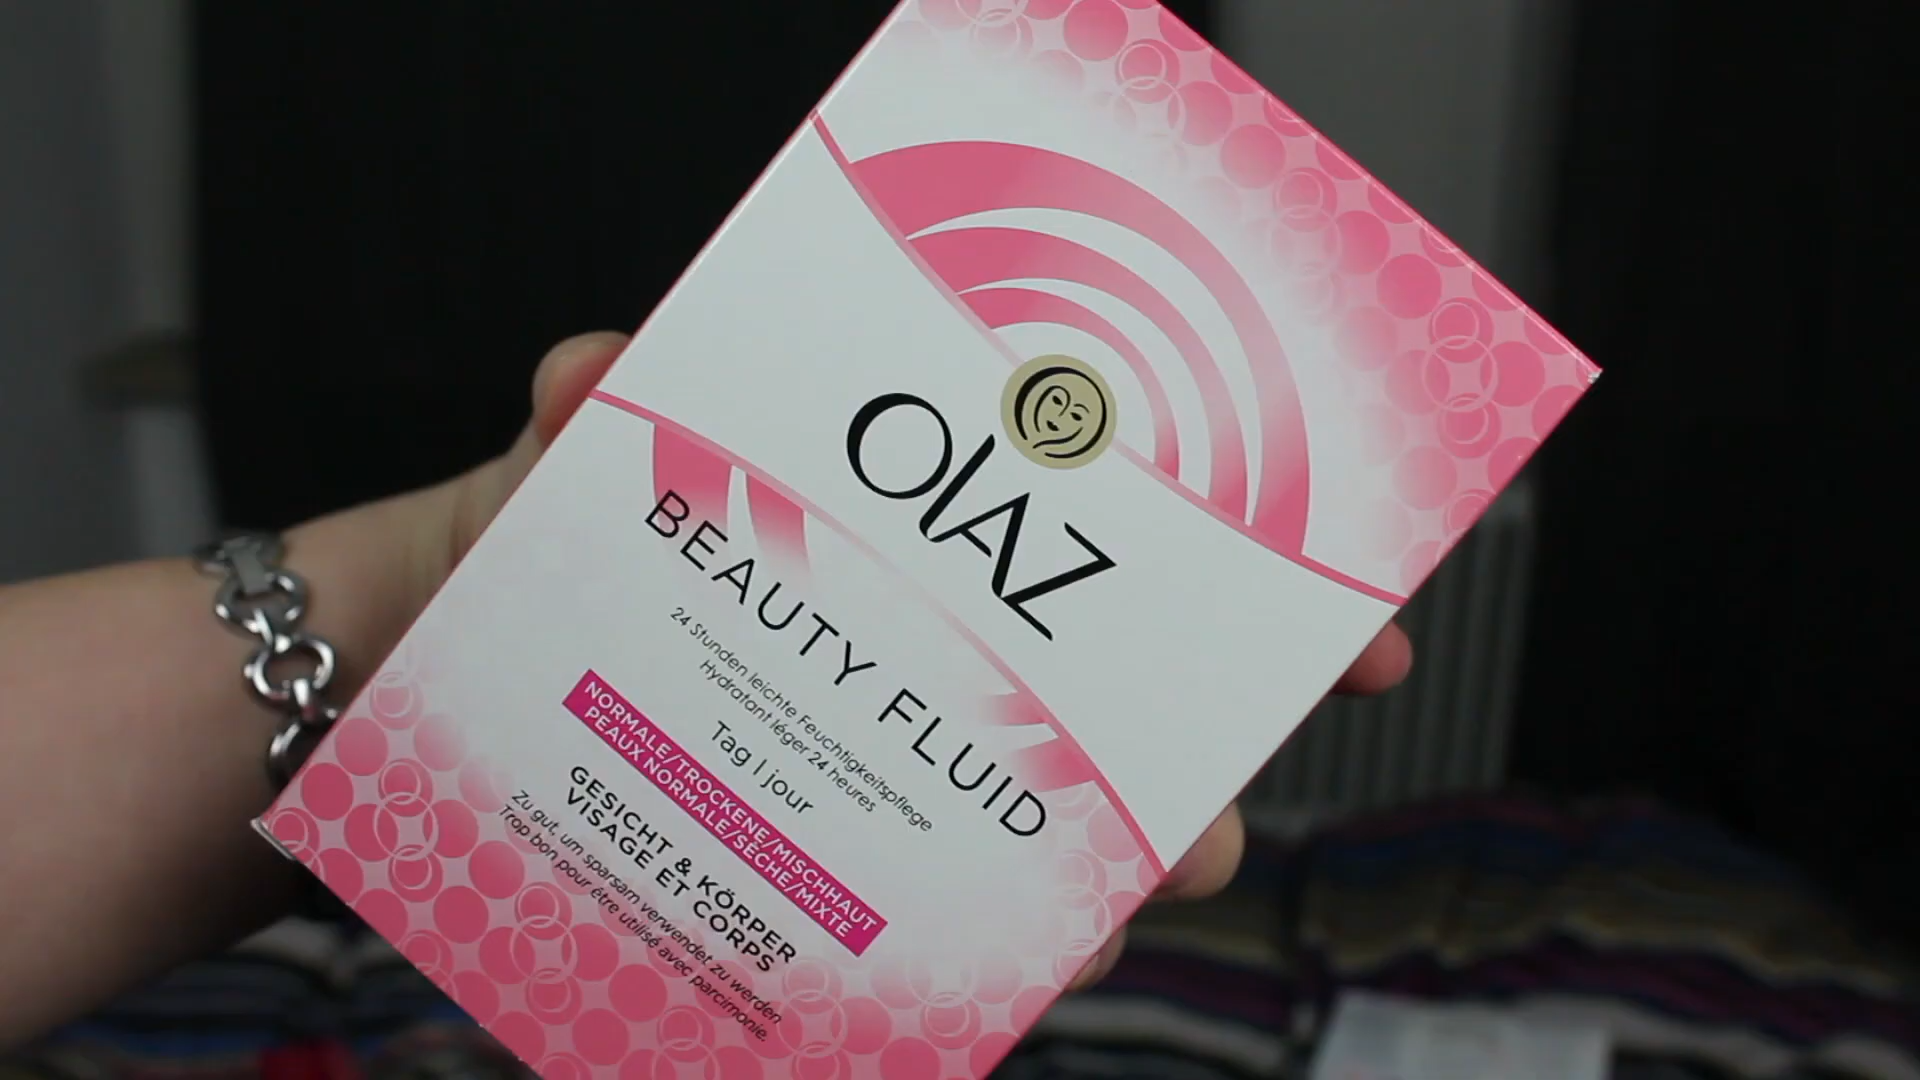 OLAZ
BEAUTY FLUID
24 Stunden leichte Feuchtigkeitspflege
Hydratant léger 24 heures
Tag | jour
NORMALE/TROCKENE/MISCHHAUT
PEAUX NORMALE/SÈCHE/MIXTE
GESICHT & KÖRPER
VISAGE ET CORPS
Zu gut, um sparsam verwendet zu werden
Trop bon pour être utilisé avec parcimonie.